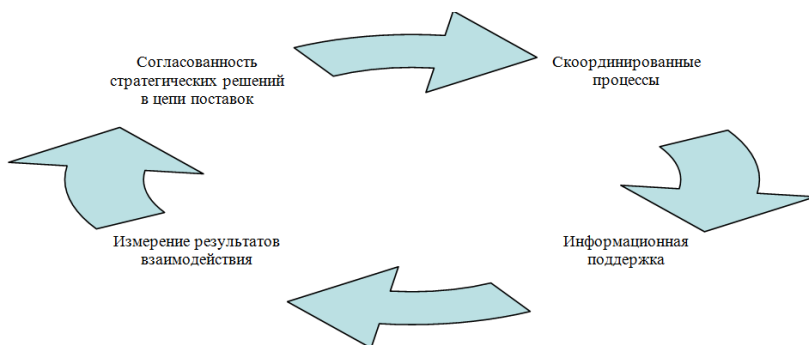 Согласованность
стратегических решений
в цепи поставок
Скоординированные
процессы
Измерение результатов
взаимодействия
Информационная
поддержка